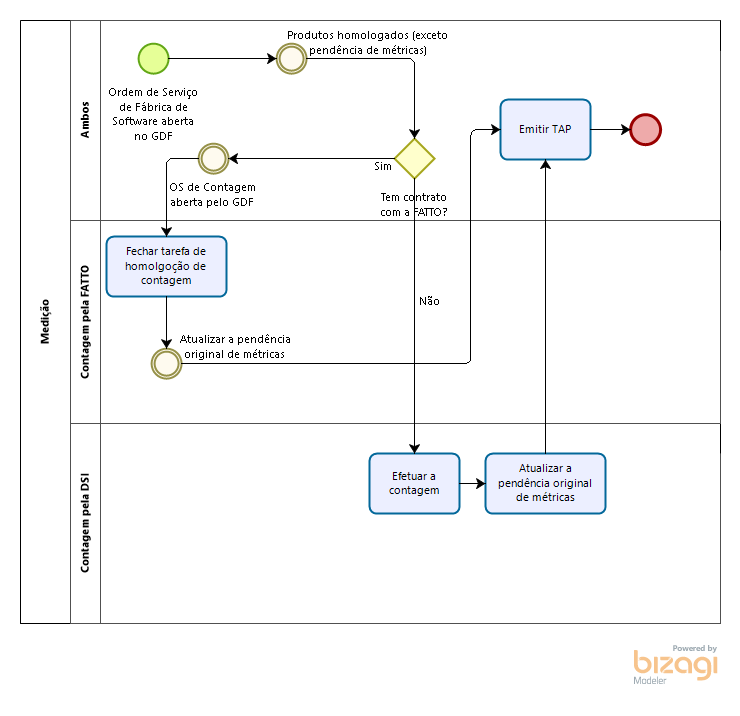 Medição
Ambos
Contagem pela FATTO
Contagem pela DSI
Produtos homologados (exceto
pendência de métricas)
Ordem de Serviço
de Fábrica de
Software aberta
no GDF
Emitir TAP
Sim
OS de Contagem
aberta pelo GDF
Tem contrato
com a FATTO?
Fechar tarefa de
homolgoção de
contagem
Não
Atualizar a pendência
original de métricas
Efetuar a
contagem
Atualizar a
pendência original
de métricas
Powered by
bizagi
Modeler